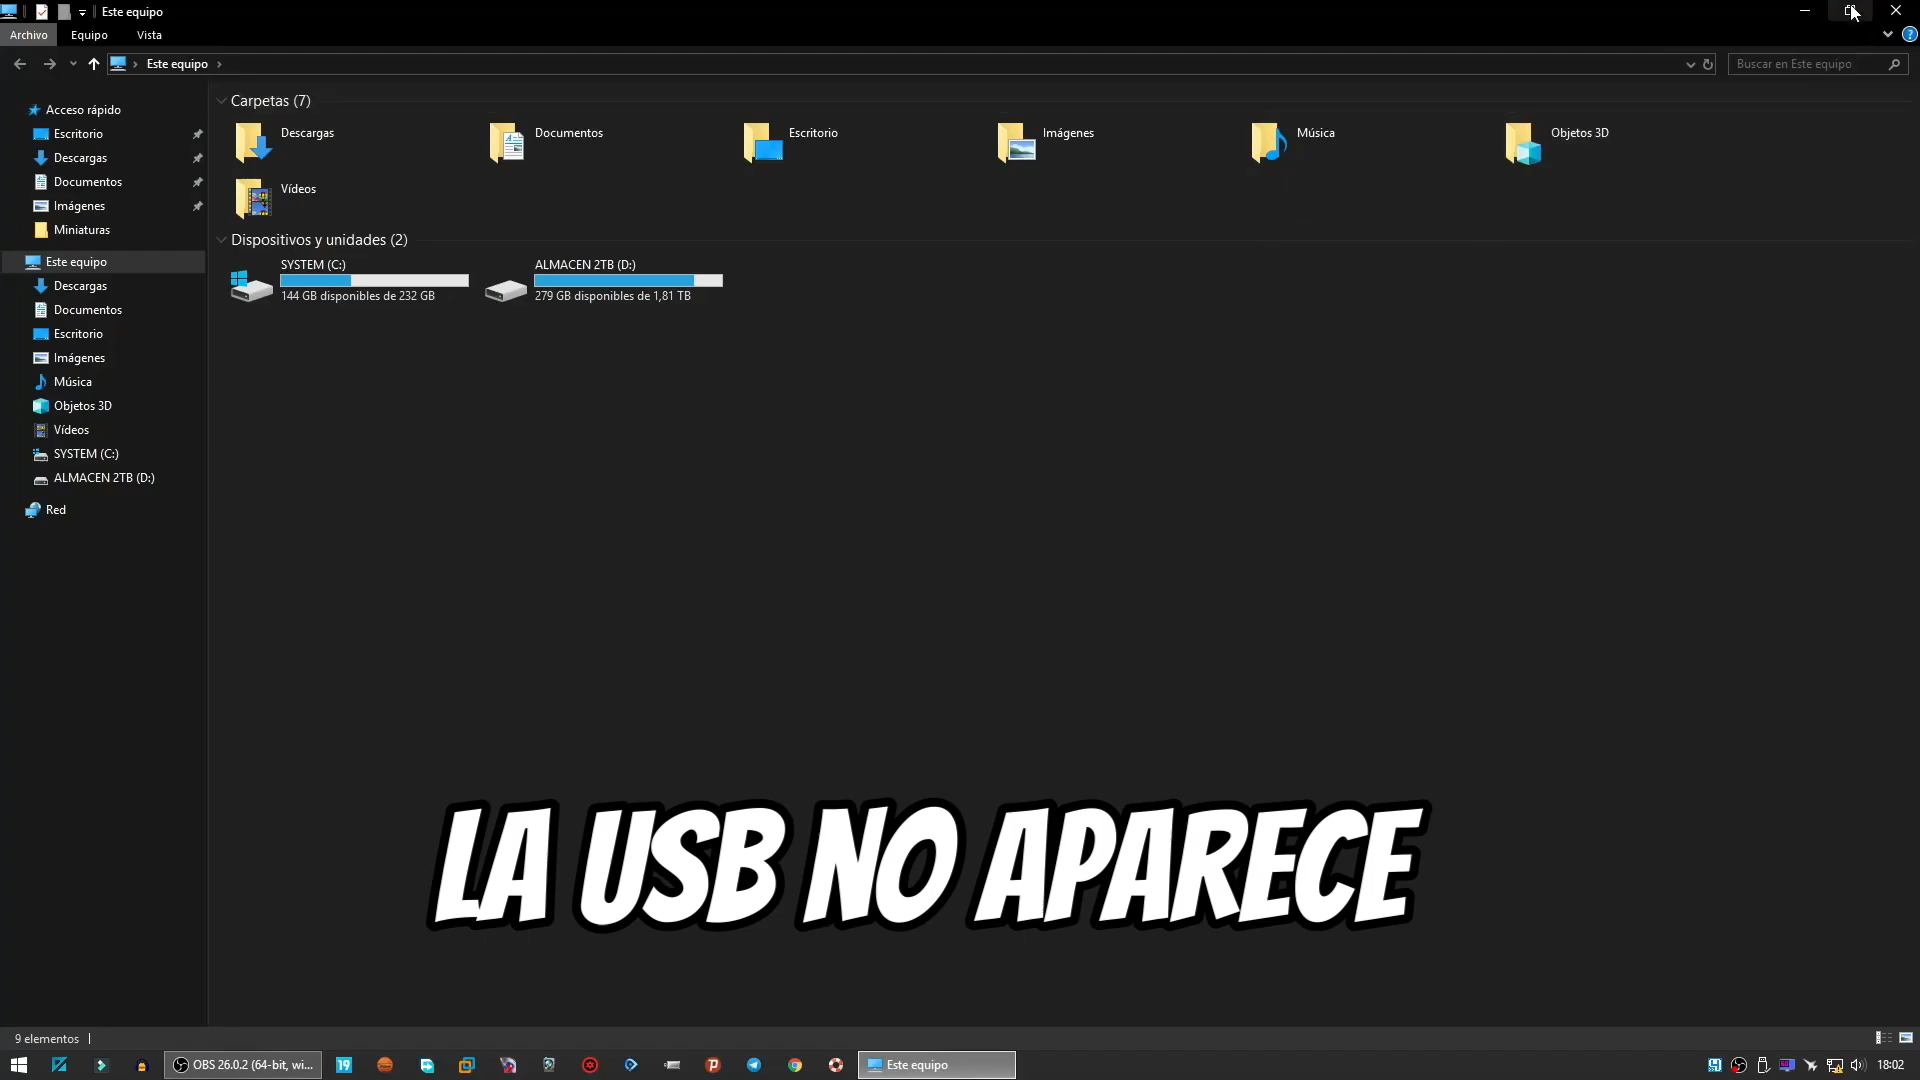 Este equipo
Archivo
Equipo
Vista
Este equipo
Buscar en Este equipo
Acceso rápido
Escritorio
Descargas
Documentos
Imágenes
Miniaturas
Este equipo
Descargas
Documentos
Escritorio
Imágenes
Música
Objetos 3D
Vídeos
SYSTEM (C:)
ALMACEN 2TB (D:)
Red
Carpetas (7)
Descargas
Documentos
Escritorio
Imágenes
Música
Objetos 3D
Vídeos
Dispositivos y unidades (2)
SYSTEM (C:)
144 GB disponibles de 232 GB
ALMACEN 2TB (D:)
279 GB disponibles de 1,81 TB
LA USB NO APARECE
9 elementos
OBS 26.0.2 (64-bit, wi...
19
Este equipo
18:02